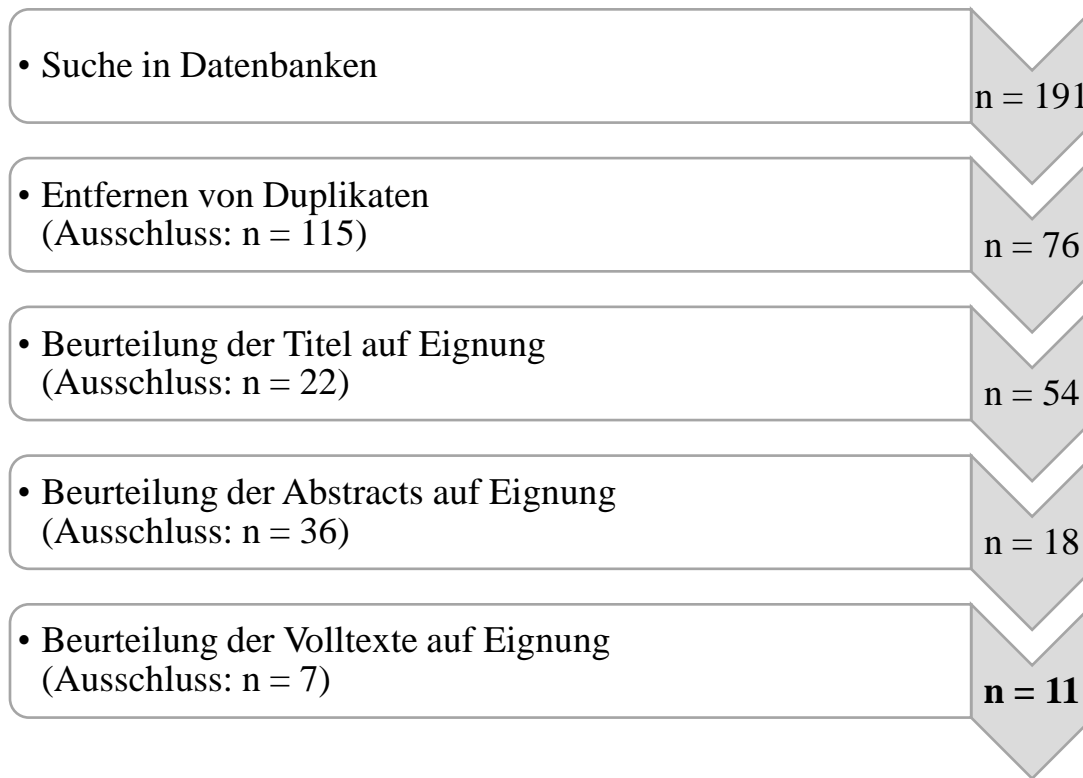 • Suche in Datenbanken
n = 191
• Entfernen von Duplikaten
(Ausschluss: n = 115)
n = 76
• Beurteilung der Titel auf Eignung
(Ausschluss: n = 22)
n = 54
• Beurteilung der Abstracts auf Eignung
(Ausschluss: n = 36)
n = 18
• Beurteilung der Volltexte auf Eignung
(Ausschluss: n = 7)
n = 11